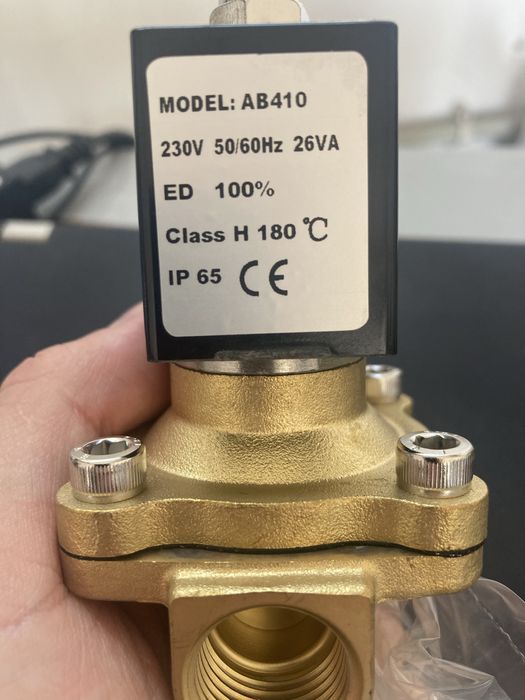 MODEL: AB410
230V 50/60Hz 26VA
ED 100%
Class H 180 ℃
IP 65 CE